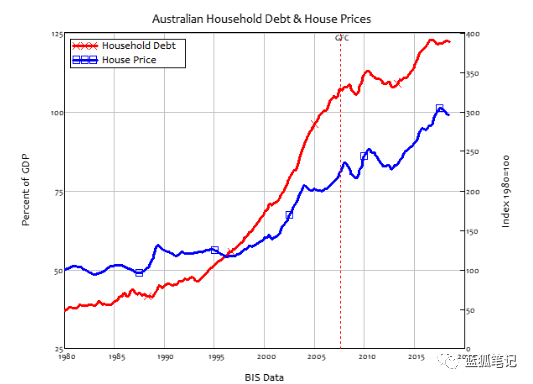 Australian Household Debt & House Prices
GFC
Household Debt
House Price
125
100
75
50
25
Percent of GDP
400
350
300
250
200
150
100
50
0
Index 1986=100
1980
1985
1990
1995
2000
2005
2010
2015
BIS Data
蓝狐笔记